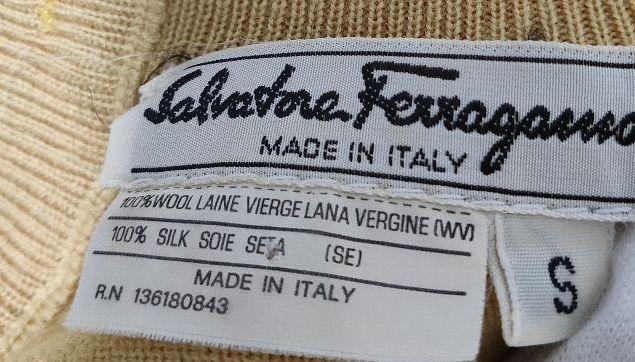 Salvatore Ferragamo
MADE IN ITALY
100% WOOL LAINE VIERGE LANA VERGINE (WV)
100% SILK SOIE SETA (SE)
MADE IN ITALY
R.N 136180843
S